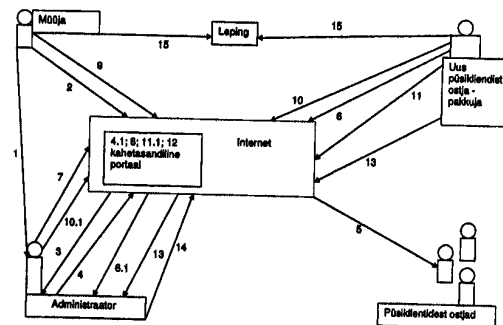 Müüja
15
Leping
15
9
2
10
6
11
Uus
püsikliendist
ostja -
pakkuja
1
4.1; 6; 11.1; 12
kahetasandiline
portaal
Internet
13
7
10.1
3
4
6.1
13
14
5
Administraator
Püsiklientidest ostjad